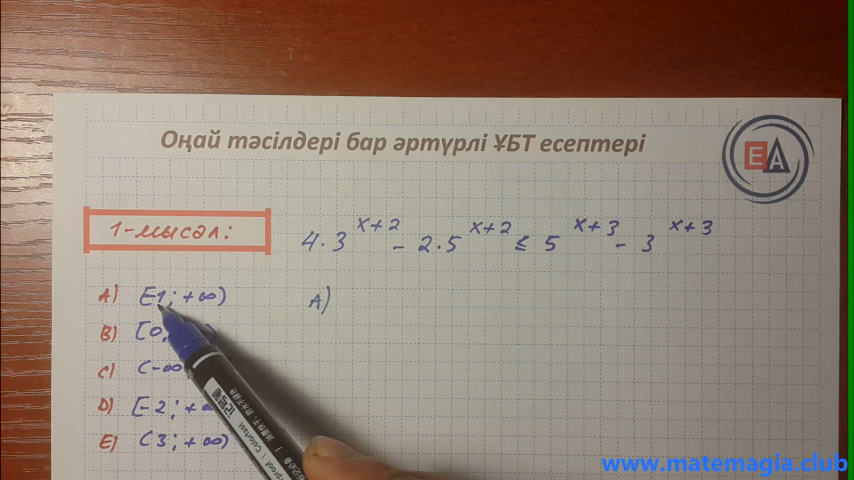 Оңай тәсілдері бар әртүрлі ҰБТ есептері
EA
1-мысал:
4·3^(x+2) - 2·5^(x+2) ≤ 5^(x+3) - 3^(x+3)
A) [1; +∞) A)
B) [0;
C) (-∞
D) [-2; +∞
E) (3; +∞)
www.matemagia.club